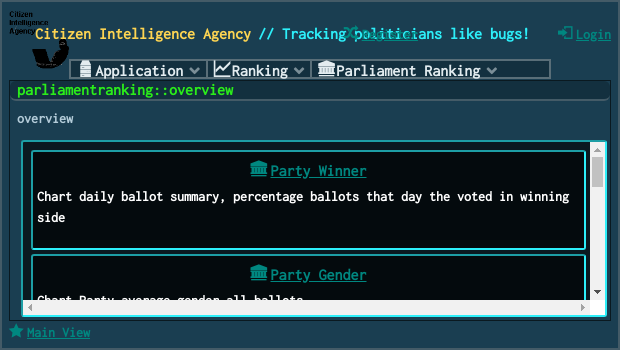 Citizen
Intelligence
Agency
Citizen Intelligence Agency // Tracking politicians like bugs!
Login
Application
Ranking
Parliament Ranking
parliamentranking::overview
overview
Party Winner
Chart daily ballot summary, percentage ballots that day the voted in winning
side
Party Gender
Chart Party average gender all ballots
Main View